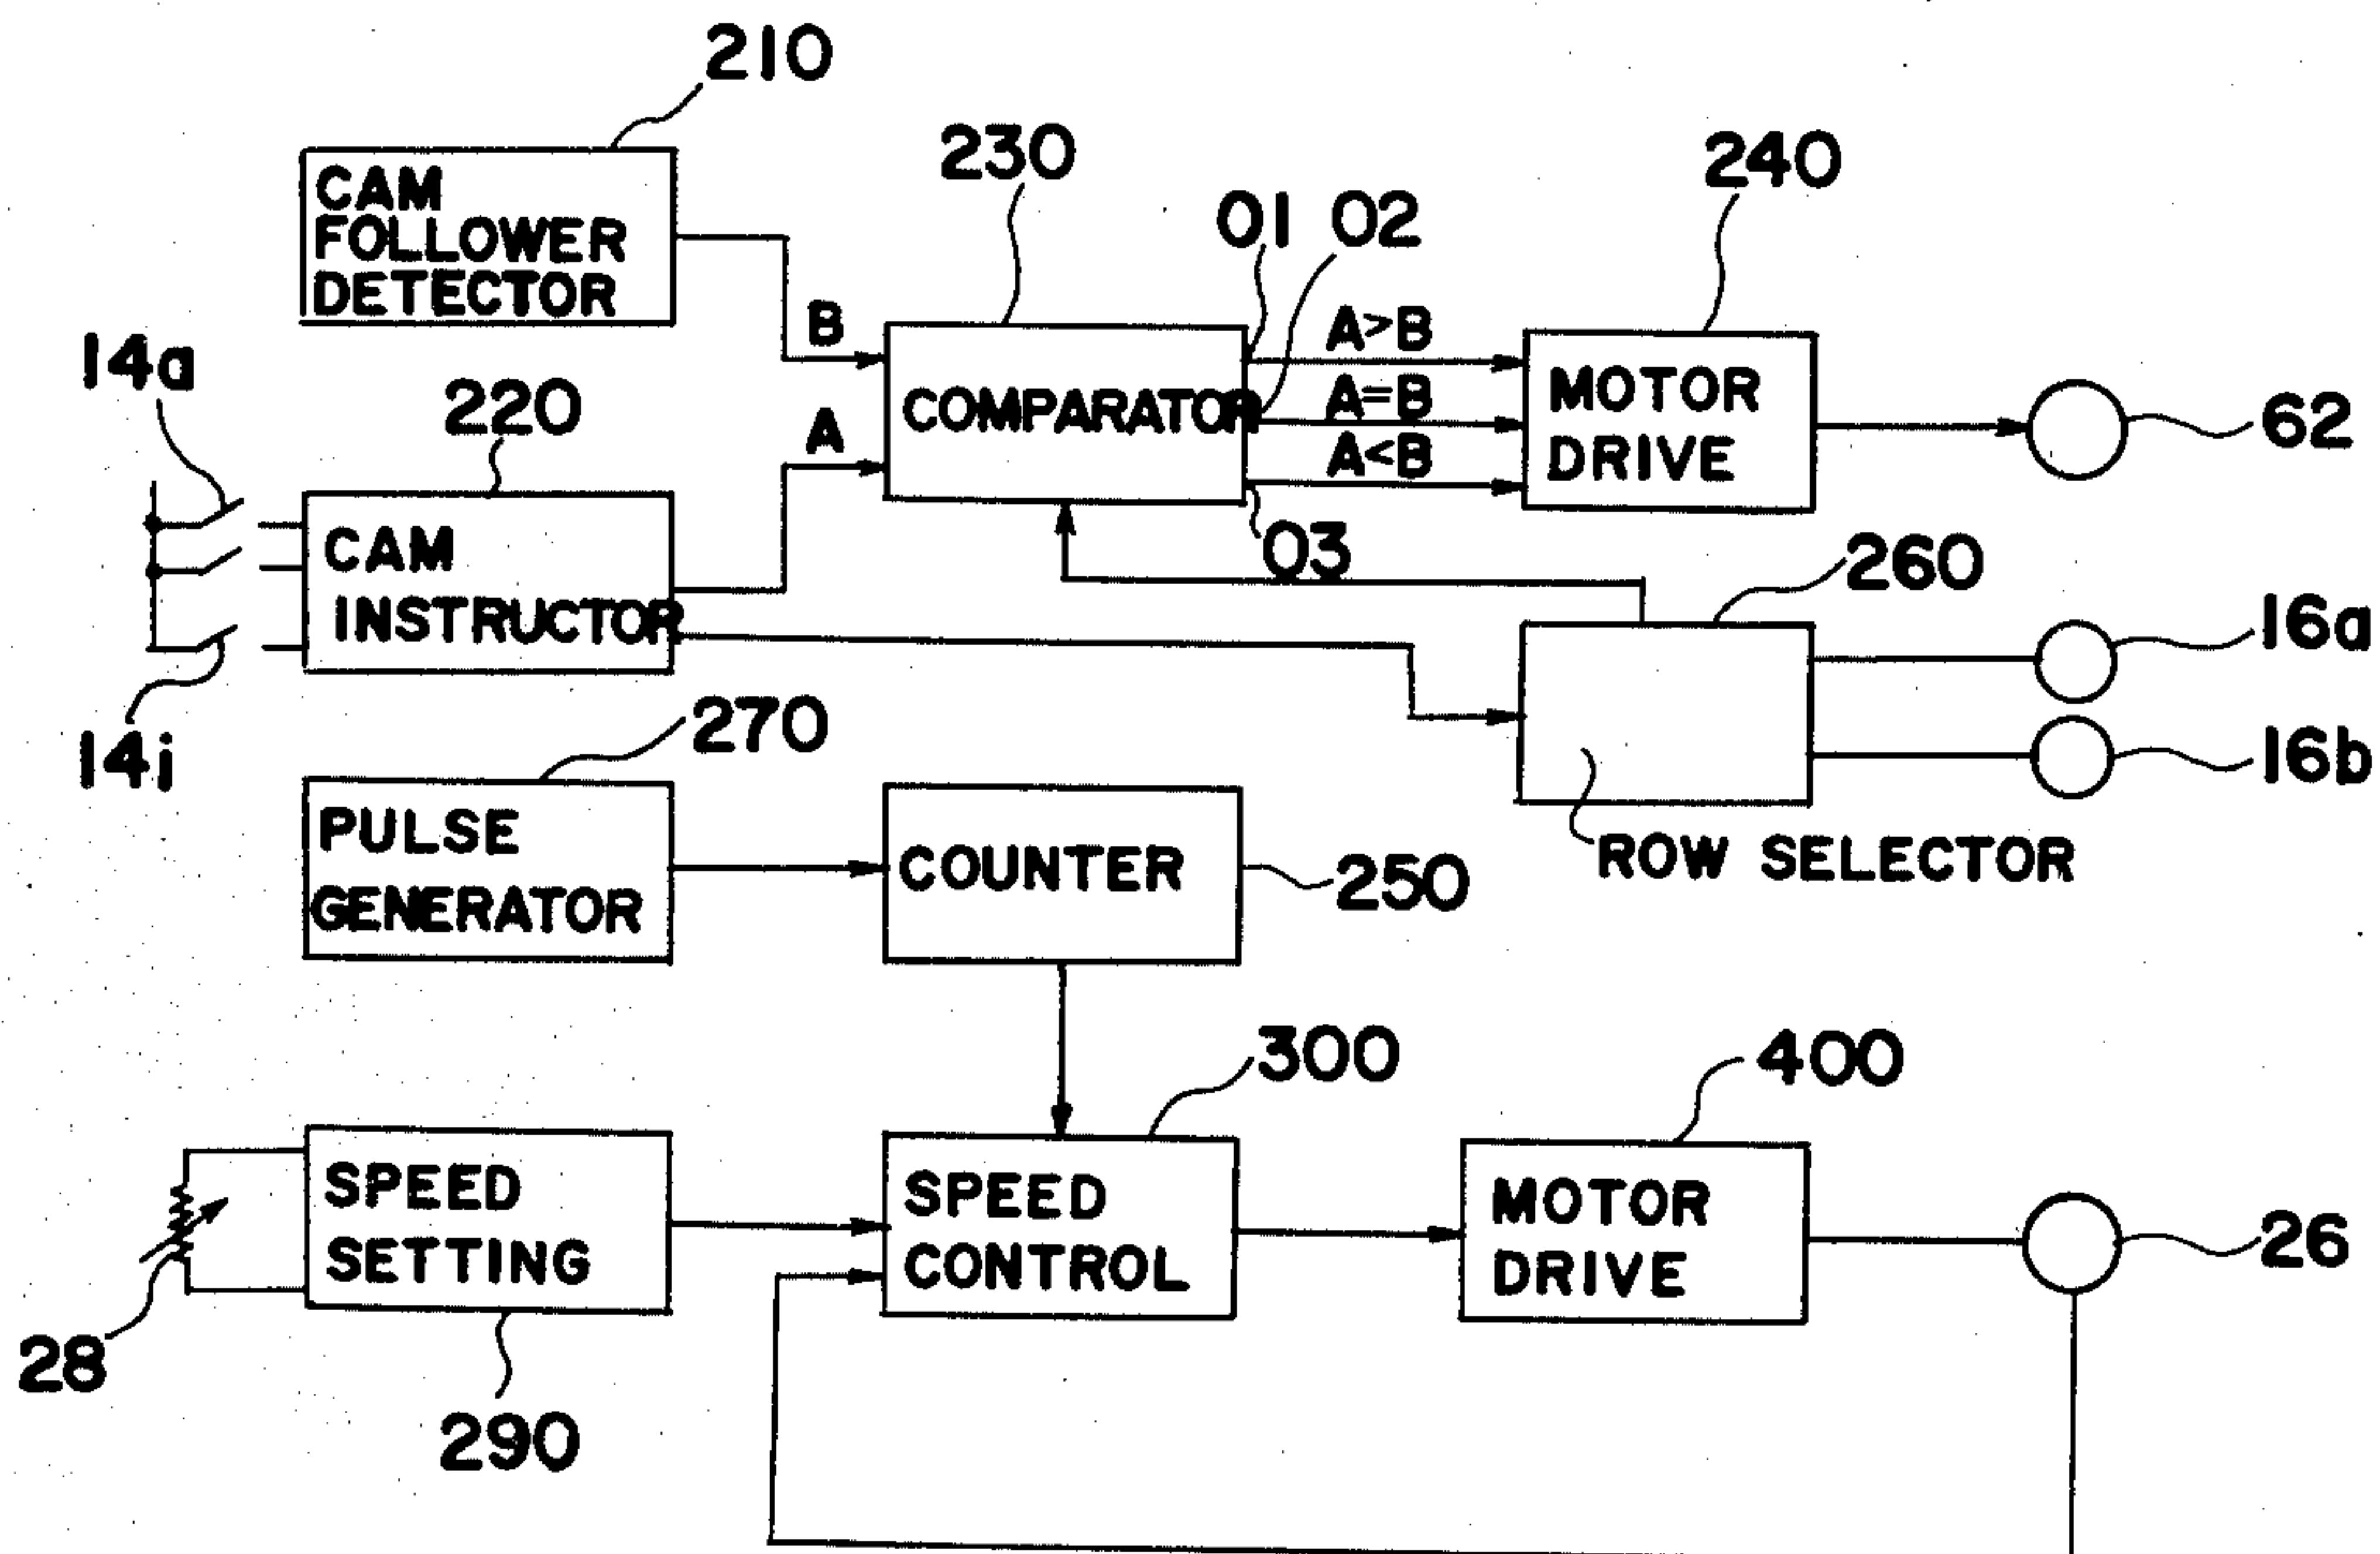 210
CAM
FOLLOWER
DETECTOR
230
01 02
240
B
A>B
14a
220
A
COMPARATOR
A=B
A<B
MOTOR
DRIVE
62
CAM
INSTRUCTOR
03
260
16a
14i
270
16b
PULSE
GENERATOR
COUNTER
250
ROW SELECTOR
300
400
SPEED
SETTING
SPEED
CONTROL
MOTOR
DRIVE
26
28
290